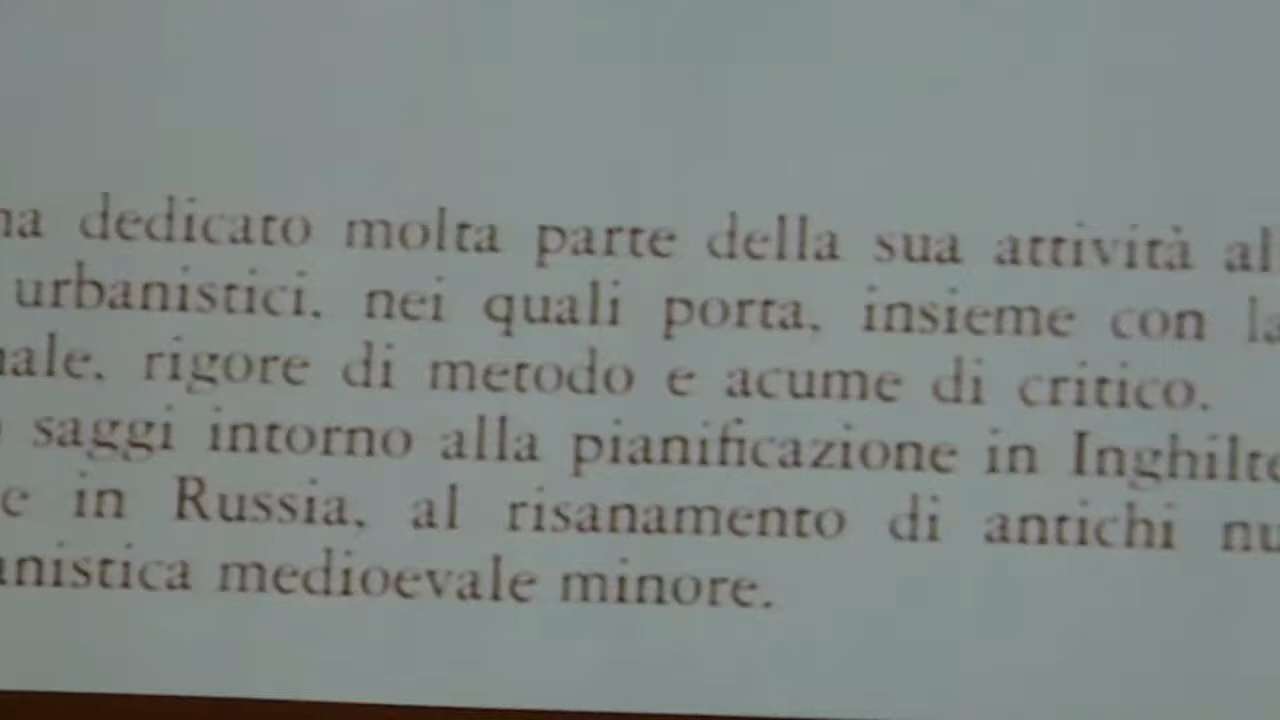 ha dedicato molta parte della sua attività
urbanistici, nei quali porta, insieme con
rigore di metodo e acume di critico.
saggi intorno alla pianificazione in
e in Russia, al risanamento di antichi
medioevale minore.